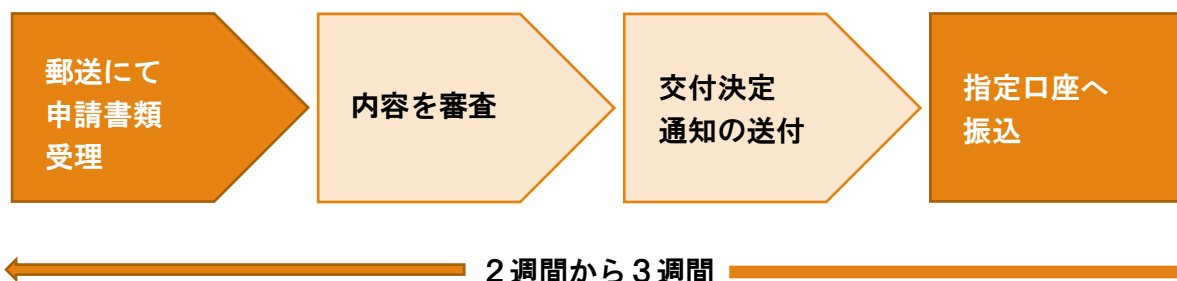 郵送にて
申請書類
受理
内容を審査
交付決定
通知の送付
指定口座へ
振込
２週間から３週間